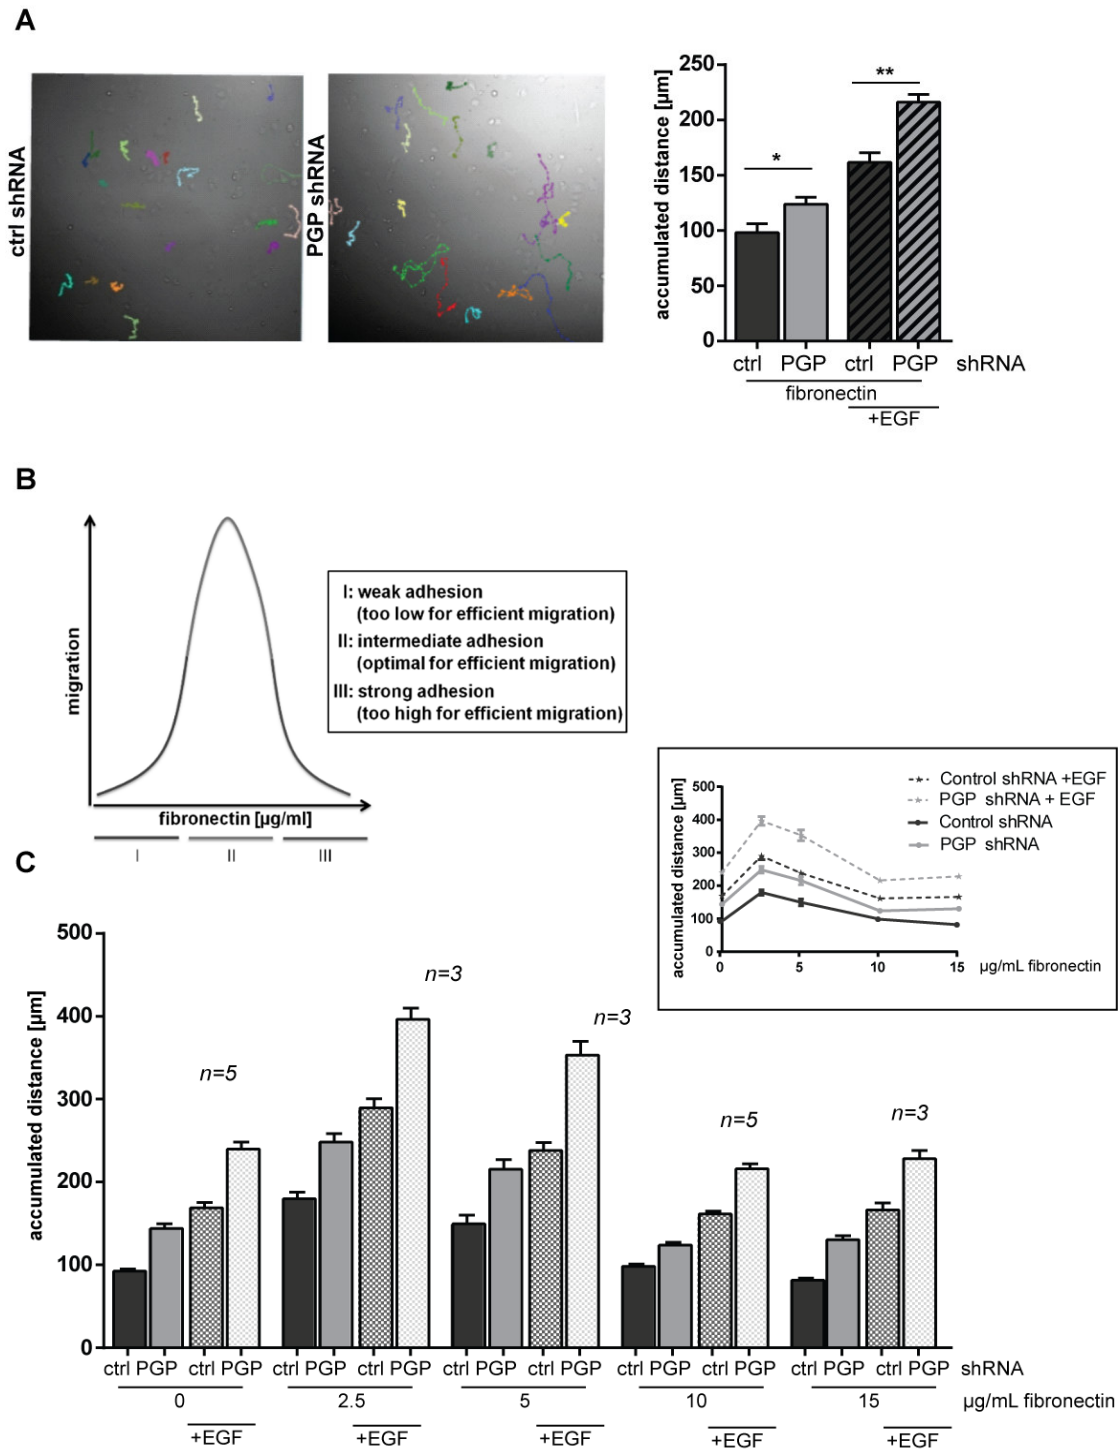 A
ctrl shRNA
PGP shRNA
accumulated distance [µm]
250
200
150
100
50
0
*
**
ctrl PGP ctrl PGP shRNA
fibronectin
+EGF
B
migration
fibronectin [µg/ml]
I II III
I: weak adhesion
(too low for efficient migration)
II: intermediate adhesion
(optimal for efficient migration)
III: strong adhesion
(too high for efficient migration)
C
accumulated distance [µm]
500
400
300
200
100
0
0 5 10 15 µg/mL fibronectin
Control shRNA +EGF
PGP shRNA + EGF
Control shRNA
PGP shRNA
accumulated distance [µm]
500
400
300
200
100
0
n=5
n=3
n=3
n=5
n=3
ctrl PGP ctrl PGP ctrl PGP ctrl PGP ctrl PGP ctrl PGP ctrl PGP ctrl PGP ctrl PGP ctrl PGP shRNA
0 2.5 5 10 15 µg/mL fibronectin
+EGF +EGF +EGF +EGF +EGF